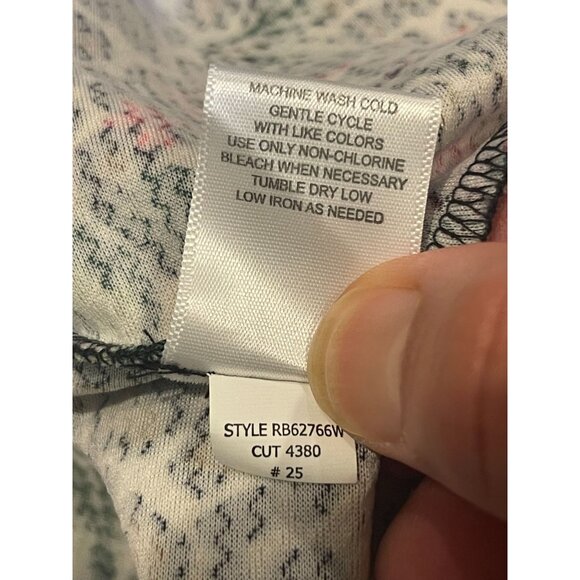 MACHINE WASH COLD
GENTLE CYCLE
WITH LIKE COLORS
USE ONLY NON-CHLORINE
BLEACH WHEN NECESSARY
TUMBLE DRY LOW
LOW IRON AS NEEDED
STYLE RB62766W
CUT 4380
# 25